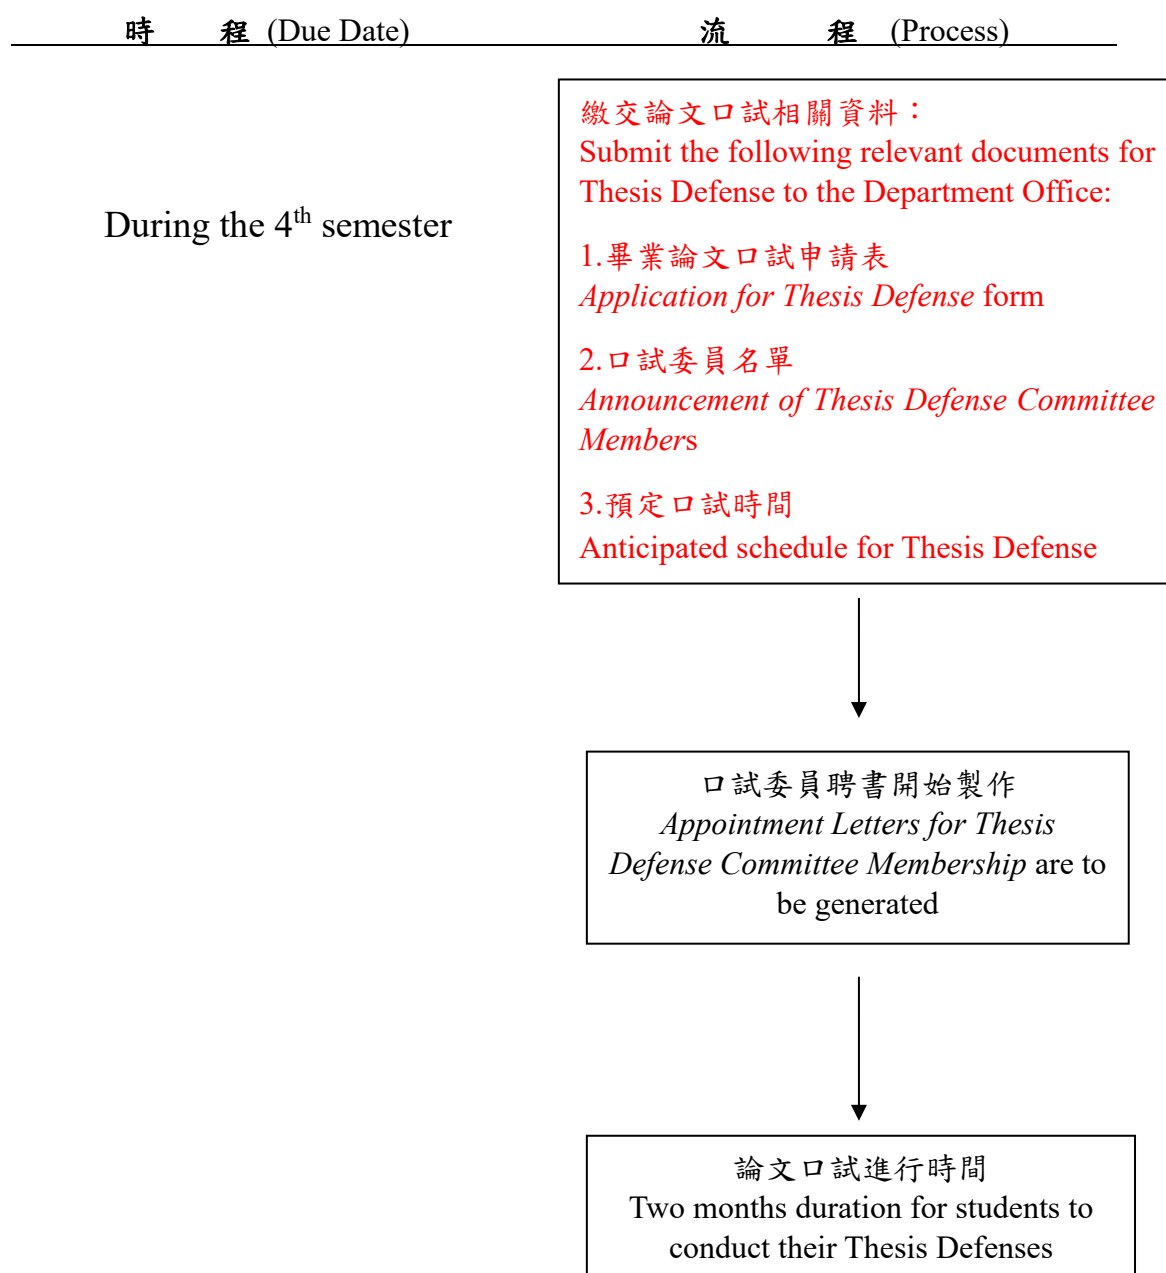 時 程 (Due Date) 流 程 (Process)
繳交論文口試相關資料：
Submit the following relevant documents for
Thesis Defense to the Department Office:
During the 4th semester
1.畢業論文口試申請表
Application for Thesis Defense form
2.口試委員名單
Announcement of Thesis Defense Committee
Members
3.預定口試時間
Anticipated schedule for Thesis Defense
口試委員聘書開始製作
Appointment Letters for Thesis
Defense Committee Membership are to
be generated
論文口試進行時間
Two months duration for students to
conduct their Thesis Defenses